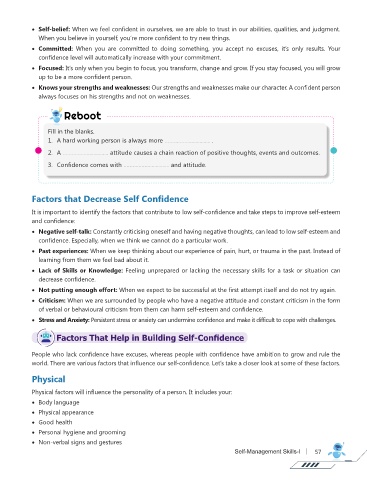 • Self-belief: When we feel confident in ourselves, we are able to trust in our abilities, qualities, and judgment.
When you believe in yourself, you're more confident to try new things.
• Committed: When you are committed to doing something, you accept no excuses, it's only results. Your
confidence level will automatically increase with your commitment.
• Focused: It's only when you begin to focus, you transform, change and grow. If you stay focused, you will grow
up to be a more confident person.
• Knows your strengths and weaknesses: Our strengths and weaknesses make our character. A confident person
always focuses on his strengths and not on weaknesses.
Reboot
Fill in the blanks.
1. A hard working person is always more ........................
2. A ........................ attitude causes a chain reaction of positive thoughts, events and outcomes.
3. Confidence comes with ........................ and attitude.
Factors that Decrease Self Confidence
It is important to identify the factors that contribute to low self-confidence and take steps to improve self-esteem
and confidence:
• Negative self-talk: Constantly criticising oneself and having negative thoughts, can lead to low self-esteem and
confidence. Especially, when we think we cannot do a particular work.
• Past experiences: When we keep thinking about our experience of pain, hurt, or trauma in the past. Instead of
learning from them we feel bad about it.
• Lack of Skills or Knowledge: Feeling unprepared or lacking the necessary skills for a task or situation can
decrease confidence.
• Not putting enough effort: When we expect to be successful at the first attempt itself and do not try again.
• Criticism: When we are surrounded by people who have a negative attitude and constant criticism in the form
of verbal or behavioural criticism from them can harm self-esteem and confidence.
• Stress and Anxiety: Persistent stress or anxiety can undermine confidence and make it difficult to cope with challenges.
Factors That Help in Building Self-Confidence
People who lack confidence have excuses, whereas people with confidence have ambition to grow and rule the
world. There are various factors that influence our self-confidence. Let's take a closer look at some of these factors.
Physical
Physical factors will influence the personality of a person. It includes your:
• Body language
• Physical appearance
• Good health
• Personal hygiene and grooming
• Non-verbal signs and gestures
Self-Management Skills-I | 57